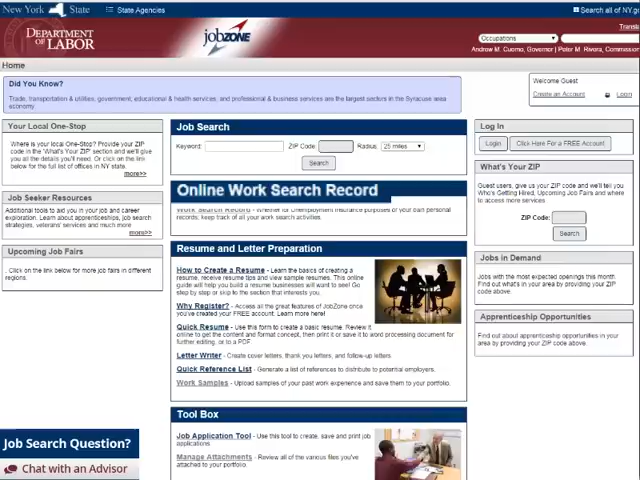 New York State
State Agencies
Search all of NY.g
DEPARTMENT
OF LABOR
jobZONE
Transla
Occupations
Andrew M. Cuomo, Governor | Peter M. Rivera, Commission
Home
Did You Know?
Trade, transportation & utilities, government, educational & health services, and professional & business services are the largest sectors in the Syracuse area
economy.
Welcome Guest
Create an Account
Login
Your Local One-Stop
Where is your local One-Stop? Provide your ZIP
code in the 'What's Your ZIP' section and we'll give
you all the details you'll need. Or click on the link
below for the full list of offices in NY state.
more>>
Job Seeker Resources
Additional tools to aid you in your job and career
exploration. Learn about apprenticeships, job search
strategies, veterans' services and much more
more>>
Upcoming Job Fairs
Click on the link below for more job fairs in different
regions.
Job Search
Keyword:
ZIP Code:
Radius
25 miles
Search
Online Work Search Record
Work Search Record - Whether for Unemployment Insurance purposes or your own personal
records, keep track of all your work search activities.
Resume and Letter Preparation
How to Create a Resume - Learn the basics of creating a
resume, receive resume tips and view sample resumes. This online
guide will help you build a resume businesses will want to see! Go
step by step or skip to the section that interests you.
Why Register? - Access all the great features of JobZone once
you've created your FREE account. Learn more here!
Quick Resume - Use this form to create a basic resume. Review it
online to get the content and format concept, then print it or save it to word processing document for
further editing, or to a PDF.
Letter Writer - Create cover letters, thank you letters, and follow-up letters.
Quick Reference List - Generate a list of references to distribute to potential employers.
Work Samples - Upload samples of your past work experience and save them to your portfolio.
Tool Box
Job Application Tool - Use this tool to create, save and print job
applications.
Manage Attachments - Review all of the various files you've
attached to your portfolio.
Log In
Login
Click Here For a FREE Account
What's Your ZIP
Guest users, give us your ZIP code and we'll tell you
Who's Getting Hired, Upcoming Job Fairs and where
to access more services
ZIP Code:
Search
Jobs in Demand
Jobs with the most expected openings this month.
Find out what's in your area by providing your ZIP
code above.
Apprenticeship Opportunities
Find out about apprenticeship opportunities in your
area by providing your ZIP code above.
Job Search Question?
Chat with an Advisor